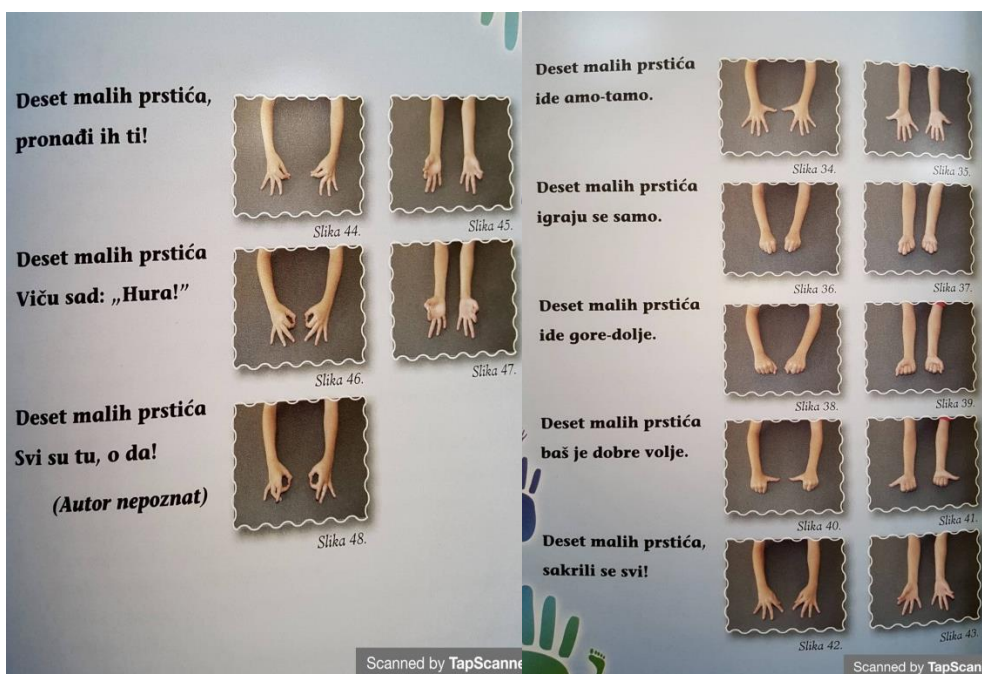 Deset malih prstića,
pronađi ih ti!
Slika 44.
Slika 45.
Deset malih prstića
Viču sad: „Hura!”
Slika 46.
Slika 47.
Deset malih prstića
Svi su tu, o da!
(Autor nepoznat)
Slika 48.
Scanned by TapScanne
Deset malih prstića
ide amo-tamo.
Slika 34.
Slika 35.
Deset malih prstića
igraju se samo.
Slika 36.
Slika 37.
Deset malih prstića
ide gore-dolje.
Slika 38.
Slika 39.
Deset malih prstića
baš je dobre volje.
Slika 40.
Slika 41.
Deset malih prstića,
sakrili se svi!
Slika 42.
Slika 43.
Scanned by TapScan